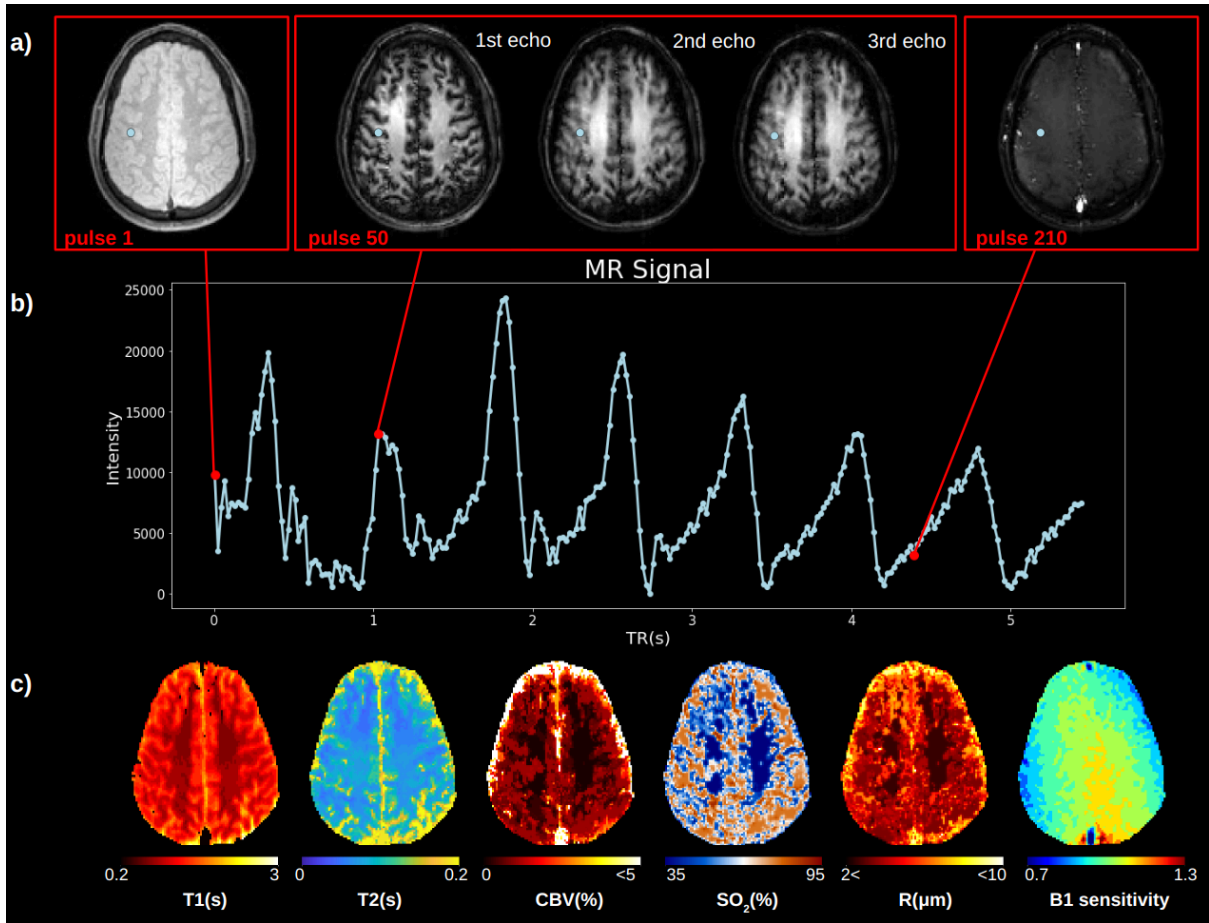 a)
1st echo
2nd echo
3rd echo
pulse 1
pulse 50
pulse 210
b)
MR Signal
25000
20000
15000
10000
5000
0
Intensity
0
1
2
3
4
5
TR(s)
c)
0.2 3
0 0.2
0 <5
35 95
2< <10
0.7 1.3
T1(s)
T2(s)
CBV(%)
SO₂(%)
R(μm)
B1 sensitivity